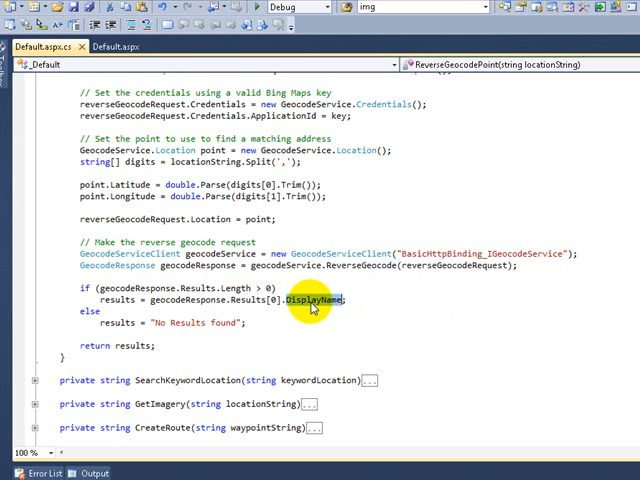 Debug
img
Default.aspx.cs Default.aspx
_Default ReverseGeocodePoint(string locationString)
// Set the credentials using a valid Bing Maps key
reverseGeocodeRequest.Credentials = new GeocodeService.Credentials();
reverseGeocodeRequest.Credentials.ApplicationId = key;
// Set the point to use to find a matching address
GeocodeService.Location point = new GeocodeService.Location();
string[] digits = locationString.Split(',');
point.Latitude = double.Parse(digits[0].Trim());
point.Longitude = double.Parse(digits[1].Trim());
reverseGeocodeRequest.Location = point;
// Make the reverse geocode request
GeocodeServiceClient geocodeService = new GeocodeServiceClient("BasicHttpBinding_IGeocodeService");
GeocodeResponse geocodeResponse = geocodeService.ReverseGeocode(reverseGeocodeRequest);
if (geocodeResponse.Results.Length > 0)
results = geocodeResponse.Results[0].DisplayName;
else
results = "No Results found";
return results;
}
private string SearchKeywordLocation(string keywordLocation)...
private string GetImagery(string locationString)...
private string CreateRoute(string waypointString)...
100 %
Error List Output